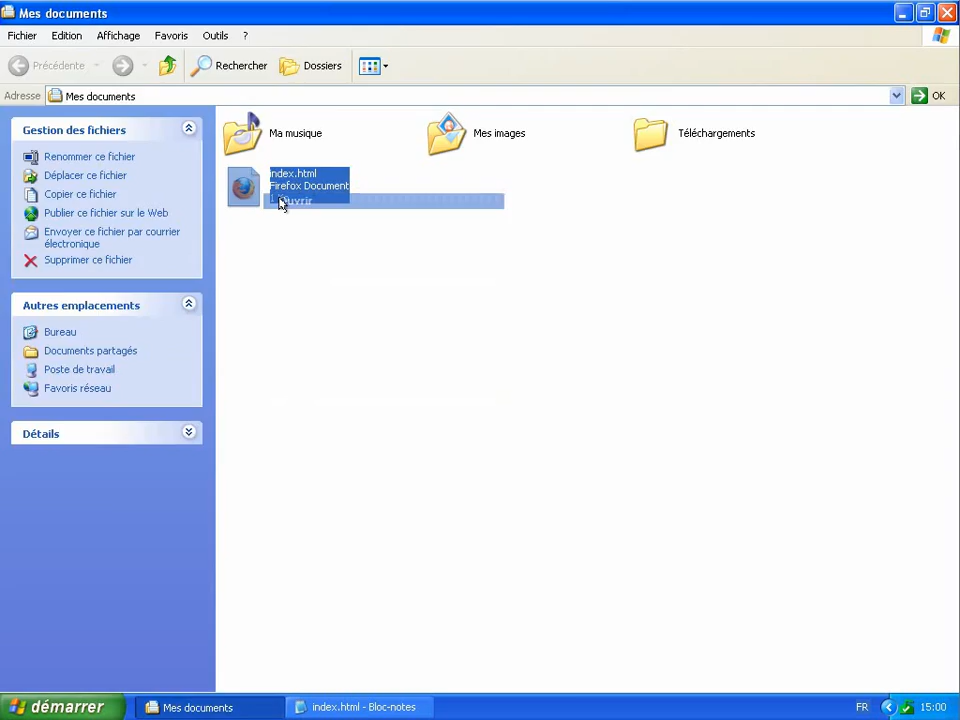 Mes documents
Fichier Edition Affichage Favoris Outils ?
Précédente Rechercher Dossiers
Adresse Mes documents OK
Gestion des fichiers
Renommer ce fichier
Déplacer ce fichier
Copier ce fichier
Publier ce fichier sur le Web
Envoyer ce fichier par courrier
électronique
Supprimer ce fichier
Autres emplacements
Bureau
Documents partagés
Poste de travail
Favoris réseau
Détails
Ma musique Mes images Téléchargements
index.html
Firefox Document
Ouvrir
démarrer Mes documents index.html - Bloc-notes FR 15:00